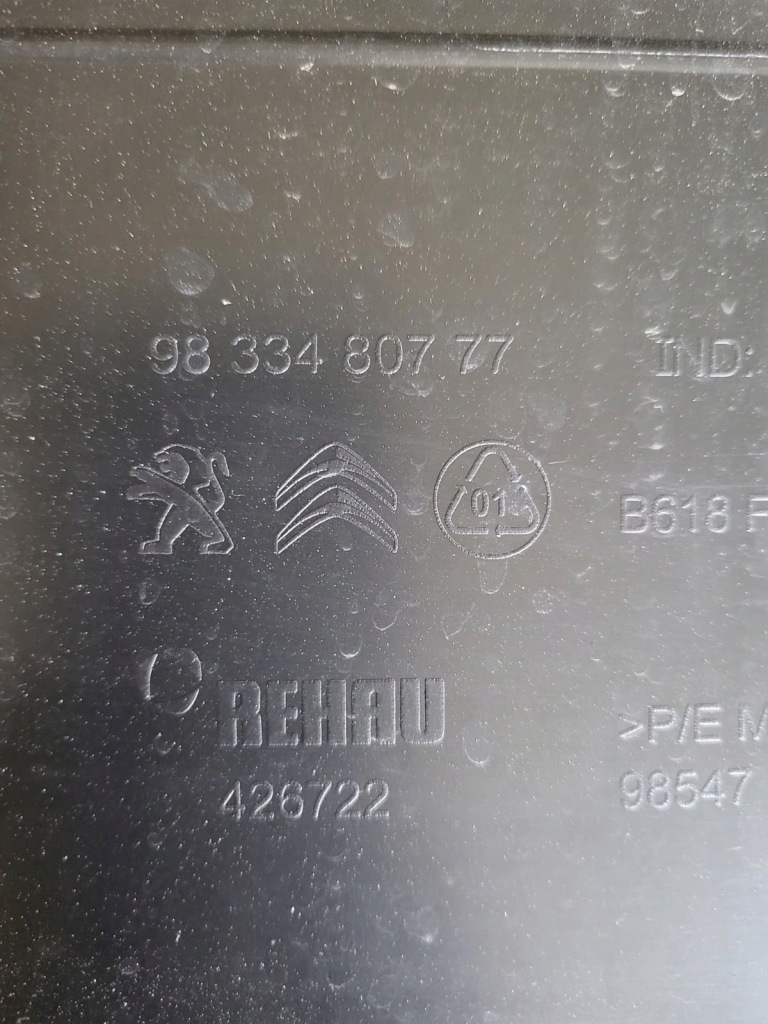 98 334 807 77 IND:
01
B618 F
REHAU
>P/E M
426722
98547